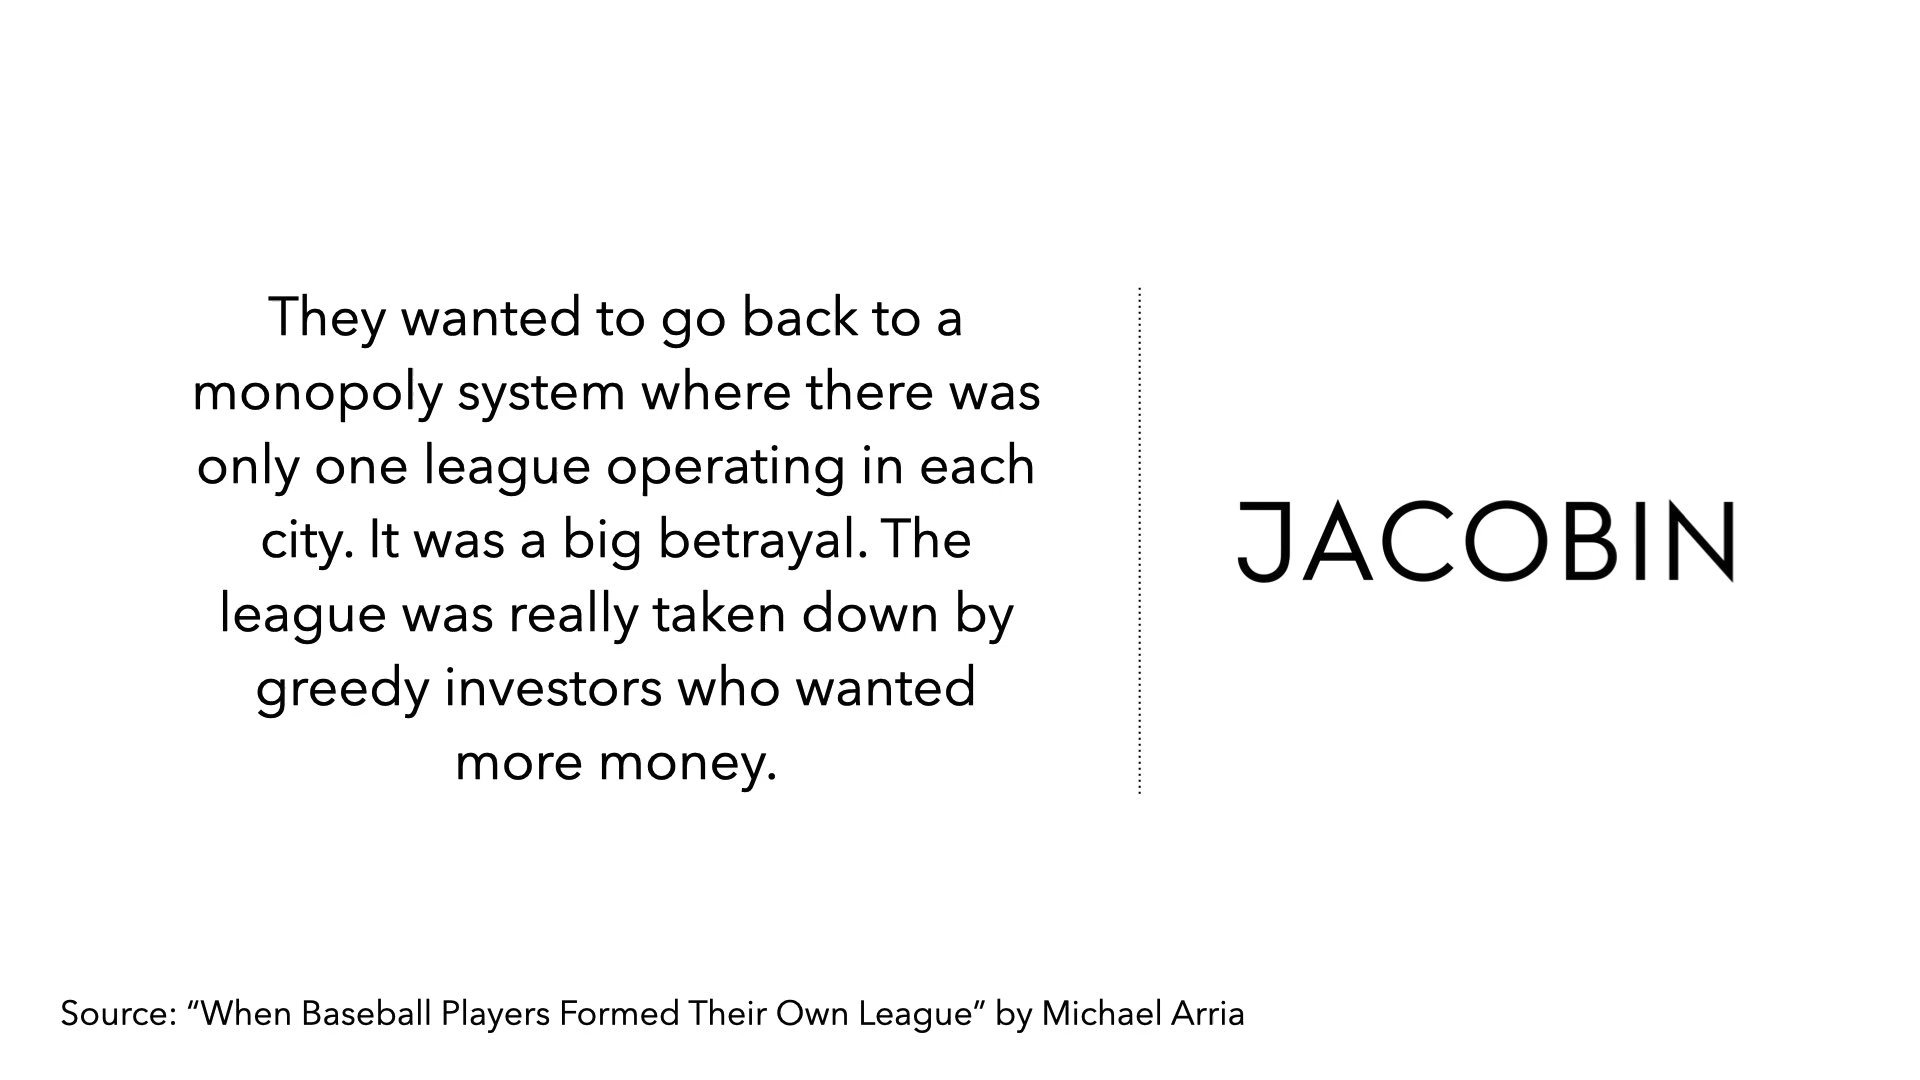 They wanted to go back to a
monopoly system where there was
only one league operating in each
city. It was a big betrayal. The
league was really taken down by
greedy investors who wanted
more money.
JACOBIN
Source: “When Baseball Players Formed Their Own League” by Michael Arria